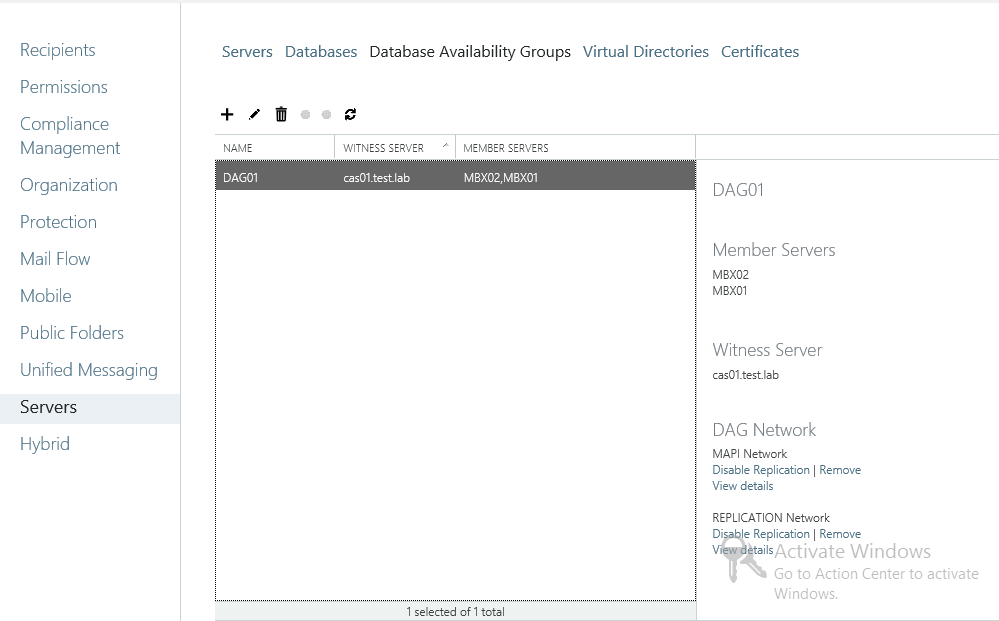 Recipients
Permissions
Compliance
Management
Organization
Protection
Mail Flow
Mobile
Public Folders
Unified Messaging
Servers
Hybrid
Servers Databases Database Availability Groups Virtual Directories Certificates
NAME WITNESS SERVER MEMBER SERVERS
DAG01 cas01.test.lab MBX02,MBX01
1 selected of 1 total
DAG01
Member Servers
MBX02
MBX01
Witness Server
cas01.test.lab
DAG Network
MAPI Network
Disable Replication | Remove
View details
REPLICATION Network
Disable Replication | Remove
View details
Activate Windows
Go to Action Center to activate
Windows.